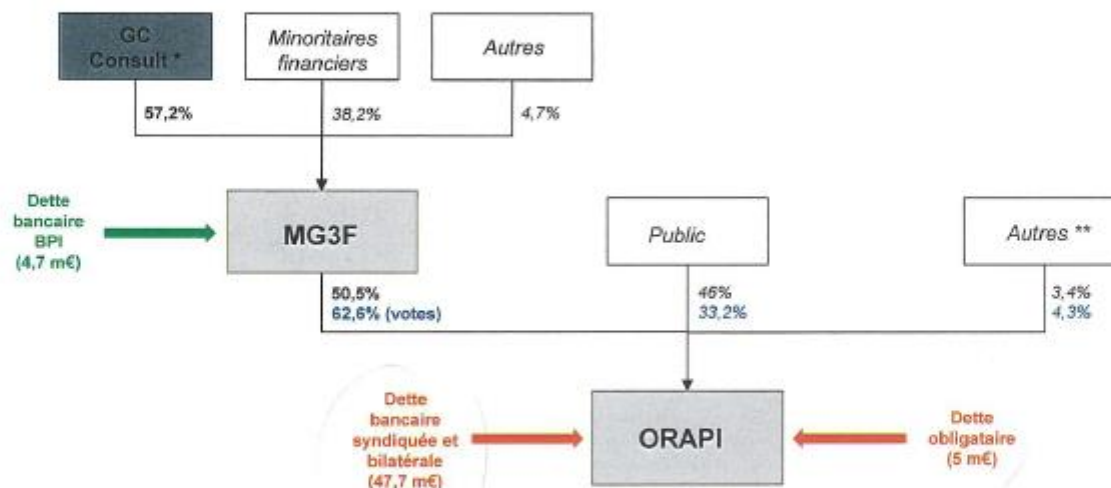 GC
Consult *
Minoritaires
financiers
Autres
57,2%
38,2%
4,7%
Dette
bancaire
BPI
(4,7 m€)
MG3F
Public
Autres **
50,5%
62,6% (votes)
46%
33,2%
3,4%
4,3%
Dette
bancaire
syndiquée et
bilatérale
(47,7 m€)
ORAPI
Dette
obligataire
(5 m€)